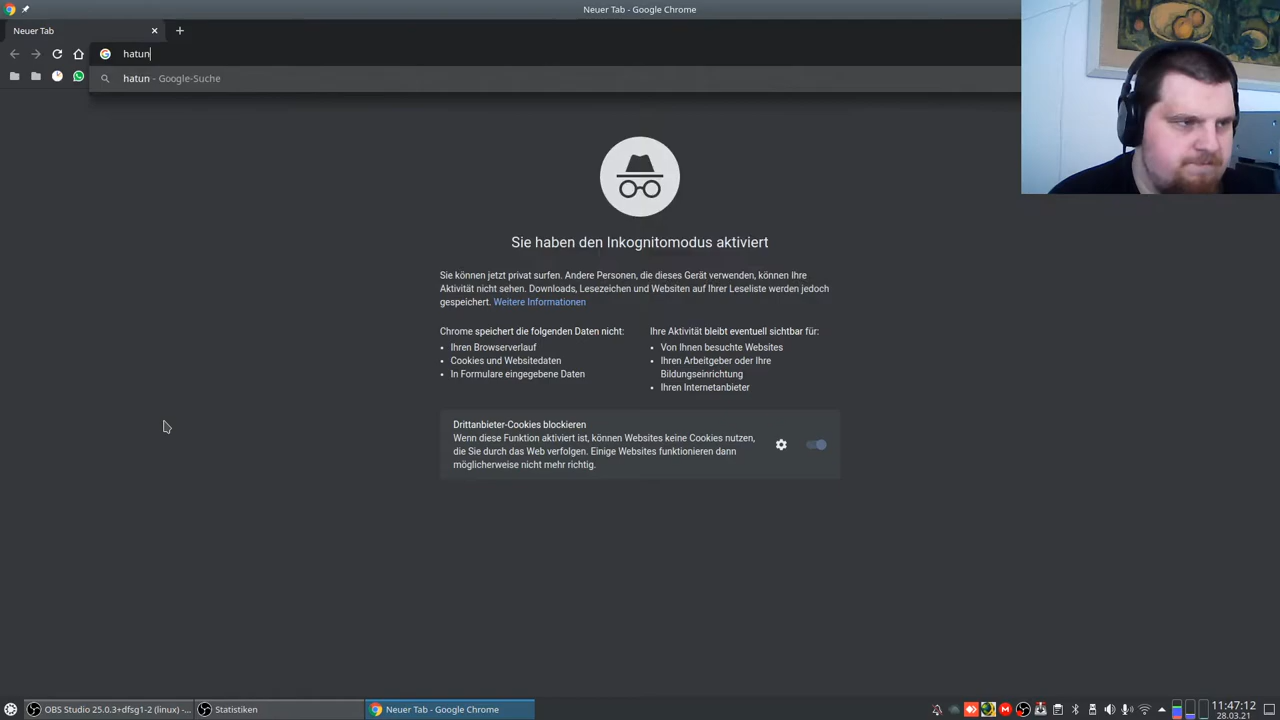 Neuer Tab - Google Chrome
Neuer Tab
hatun
hatun - Google-Suche
Sie haben den Inkognitomodus aktiviert
Sie können jetzt privat surfen. Andere Personen, die dieses Gerät verwenden, können Ihre
Aktivität nicht sehen. Downloads, Lesezeichen und Websites auf Ihrer Leseliste werden jedoch
gespeichert. Weitere Informationen
Chrome speichert die folgenden Daten nicht:
• Ihren Browserverlauf
• Cookies und Websitedaten
• In Formulare eingegebene Daten
Ihre Aktivität bleibt eventuell sichtbar für:
• Von Ihnen besuchte Websites
• Ihren Arbeitgeber oder Ihre
Bildungseinrichtung
• Ihren Internetanbieter
Drittanbieter-Cookies blockieren
Wenn diese Funktion aktiviert ist, können Websites keine Cookies nutzen,
die Sie durch das Web verfolgen. Einige Websites funktionieren dann
möglicherweise nicht mehr richtig.
OBS Studio 25.0.3+dfsg1-2 (linux) -...
Statistiken
Neuer Tab - Google Chrome
11:47:12
28.03.21